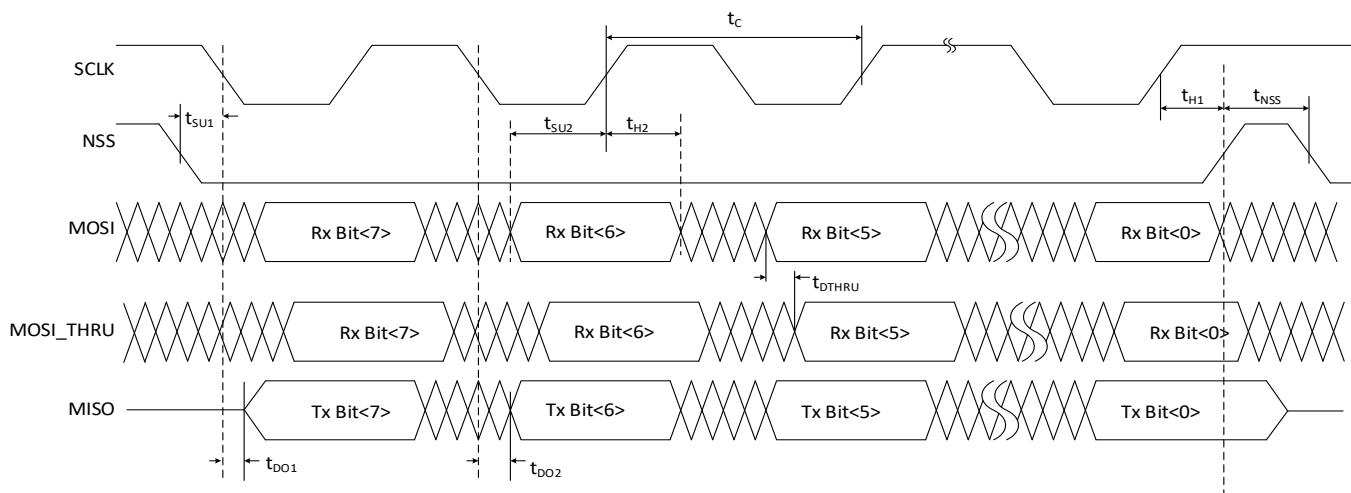 t_C
SCLK
t_H1 t_NSS
t_SU1 t_SU2 t_H2
NSS
MOSI Rx Bit<7> Rx Bit<6> Rx Bit<5> Rx Bit<0>
t_DTHRU
MOSI_THRU Rx Bit<7> Rx Bit<6> Rx Bit<5> Rx Bit<0>
MISO Tx Bit<7> Tx Bit<6> Tx Bit<5> Tx Bit<0>
t_DO1 t_DO2